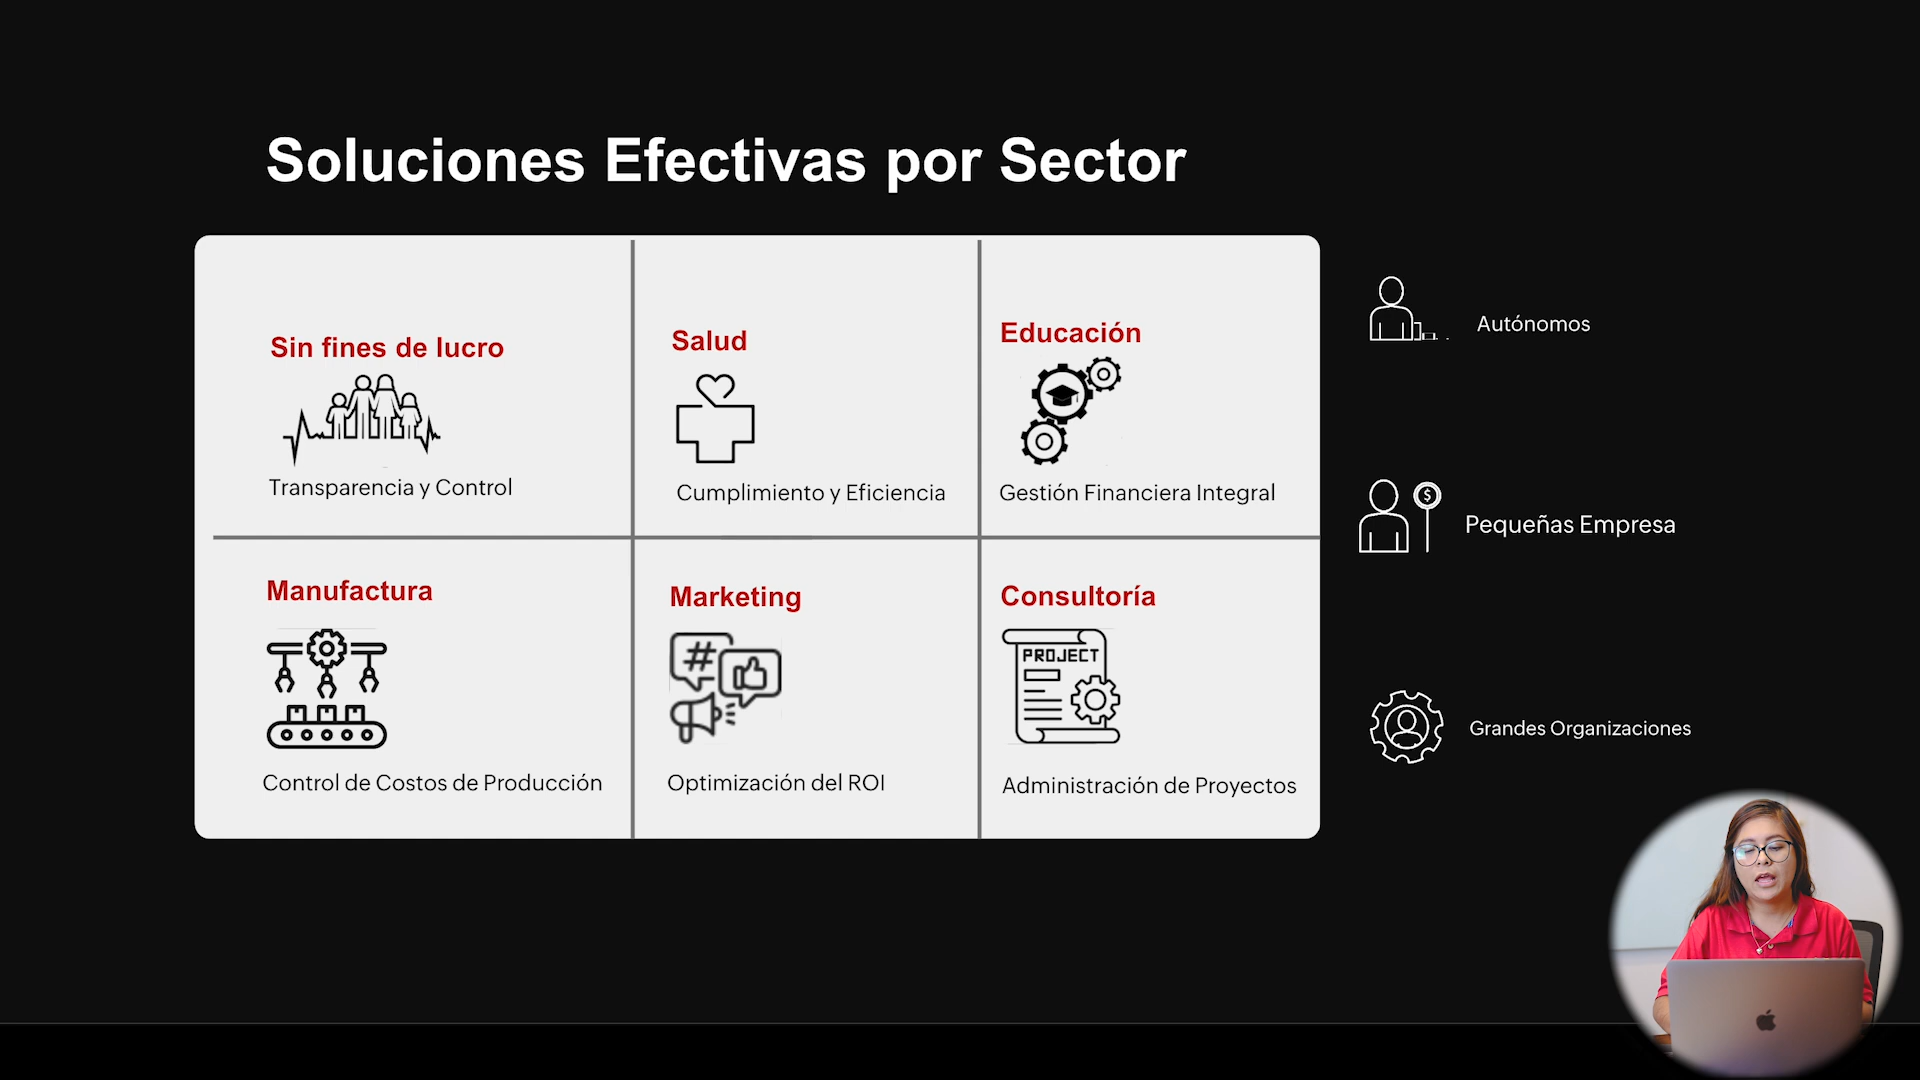 Soluciones Efectivas por Sector
Sin fines de lucro
Transparencia y Control
Salud
Cumplimiento y Eficiencia
Educación
Gestión Financiera Integral
Manufactura
Control de Costos de Producción
Marketing
#
Optimización del ROI
Consultoría
PROJECT
Administración de Proyectos
Autónomos
$
Pequeñas Empresa
Grandes Organizaciones